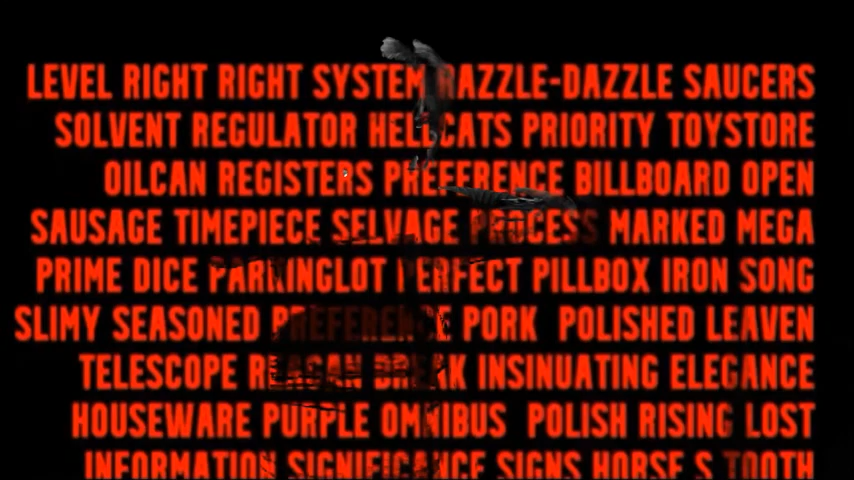 LEVEL RIGHT RIGHT SYSTEM RAZZLE-DAZZLE SAUCERS
SOLVENT REGULATOR HELLCATS PRIORITY TOYSTORE
OILCAN REGISTERS PREFERENCE BILLBOARD OPEN
SAUSAGE TIMEPIECE SELVAGE PROCESS MARKED MEGA
PRIME DICE PARKINGLOT PERFECT PILLBOX IRON SONG
SLIMY SEASONED PREFERENCE PORK POLISHED LEAVEN
TELESCOPE REAGAN BREAK INSINUATING ELEGANCE
HOUSEWARE PURPLE OMNIBUS POLISH RISING LOST
INFORMATION SIGNIFICANCE SIGNS HORSE S TOOTH